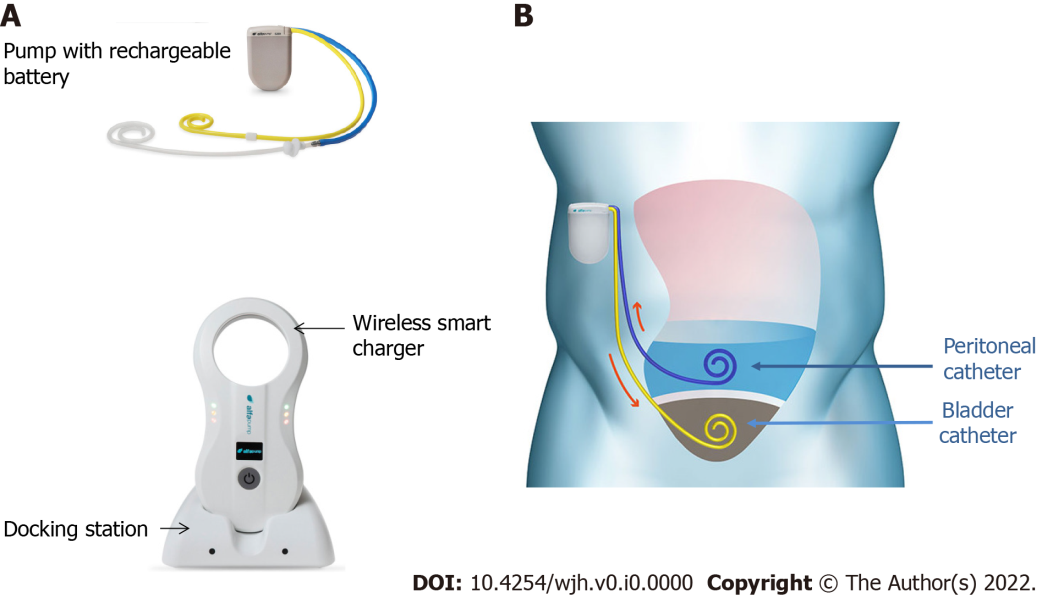 A
Pump with rechargeable
battery
Wireless smart
charger
alfapump
Docking station
B
Peritoneal
catheter
Bladder
catheter
DOI: 10.4254/wjh.v0.i0.0000 Copyright © The Author(s) 2022.